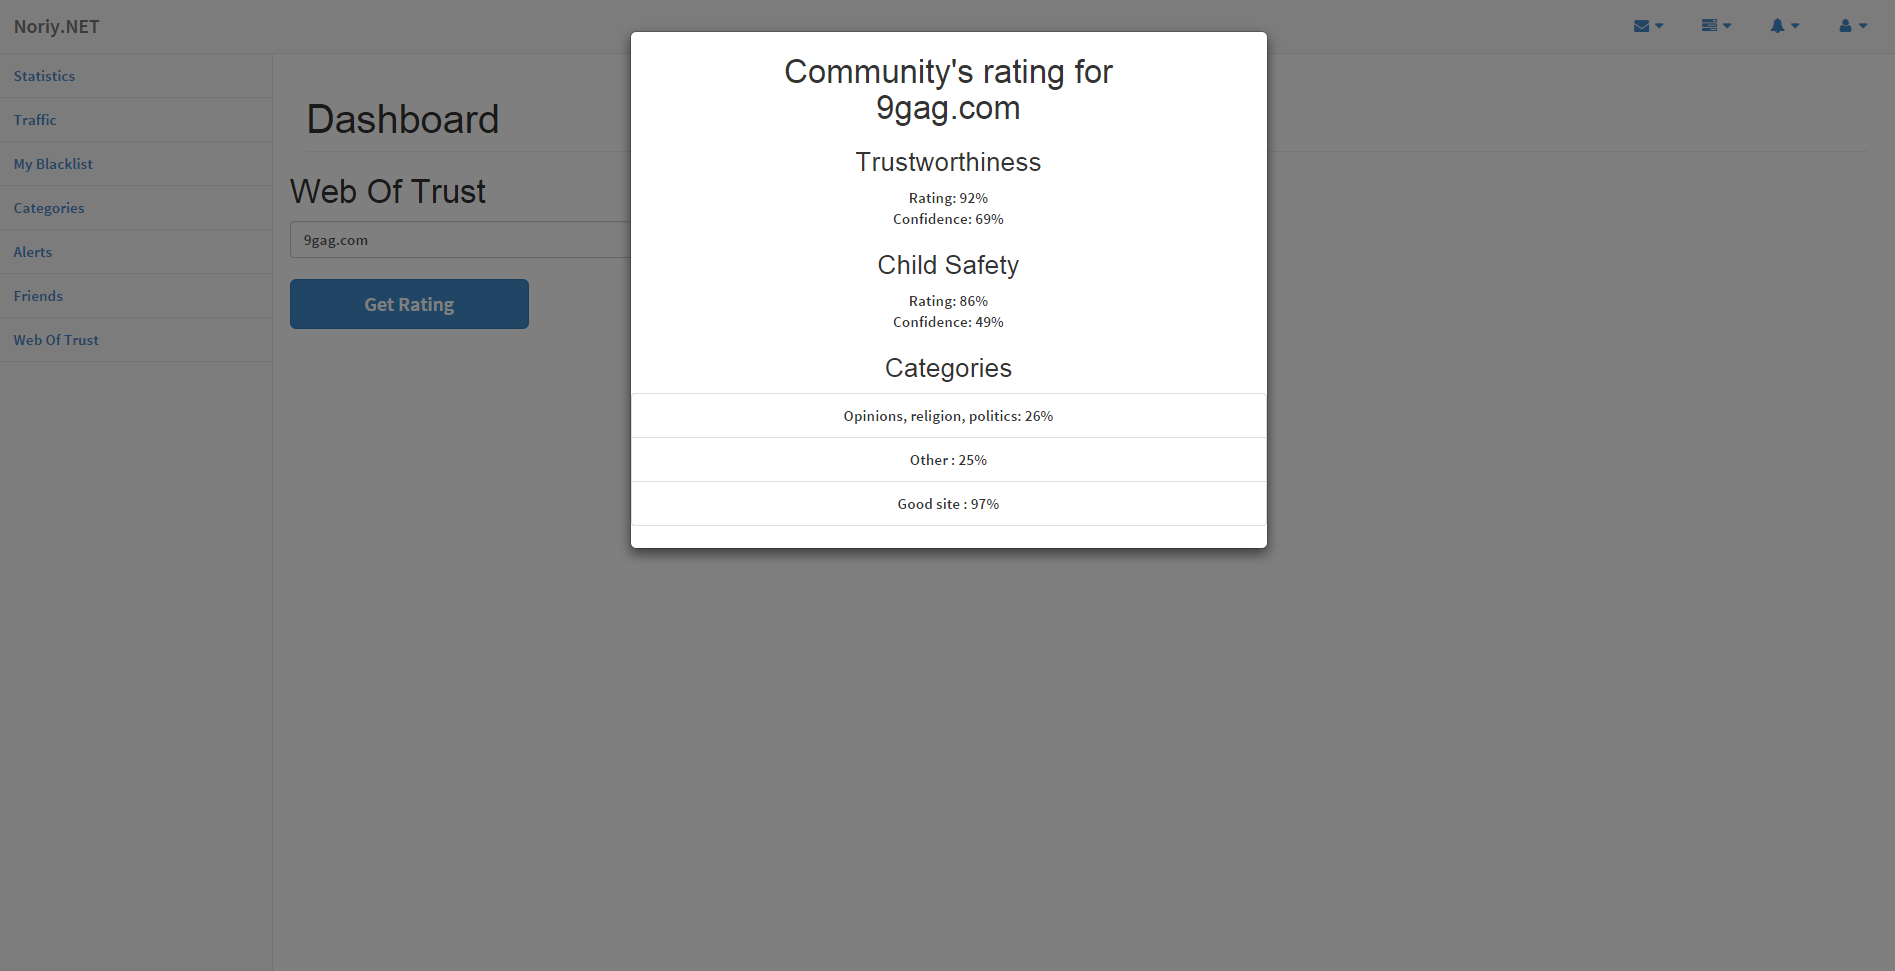 Noriy.NET
Statistics
Traffic
My Blacklist
Categories
Alerts
Friends
Web Of Trust
Dashboard
Web Of Trust
9gag.com
Get Rating
Community's rating for
9gag.com
Trustworthiness
Rating: 92%
Confidence: 69%
Child Safety
Rating: 86%
Confidence: 49%
Categories
Opinions, religion, politics: 26%
Other : 25%
Good site : 97%